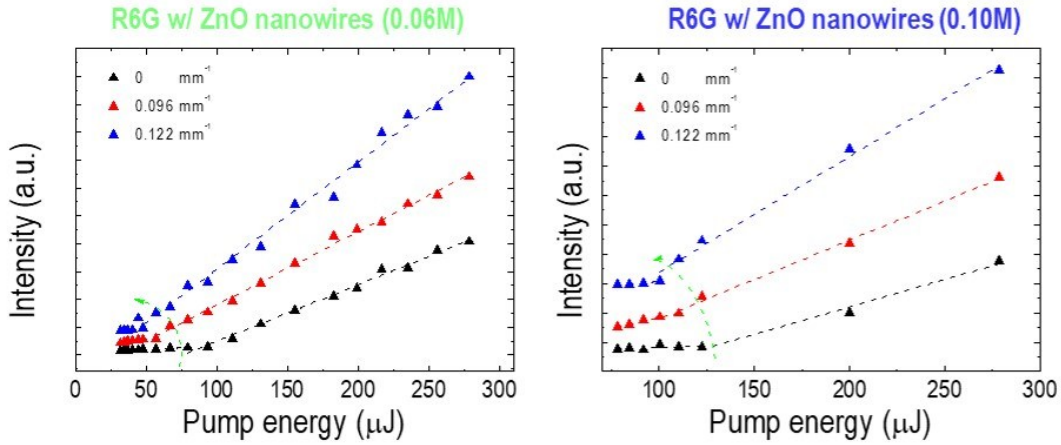 R6G w/ ZnO nanowires (0.06M)
0 mm⁻¹
0.096 mm⁻¹
0.122 mm⁻¹
Intensity (a.u.)
0 50 100 150 200 250 300
Pump energy (μJ)
R6G w/ ZnO nanowires (0.10M)
0 mm⁻¹
0.096 mm⁻¹
0.122 mm⁻¹
Intensity (a.u.)
100 200 300
Pump energy (μJ)